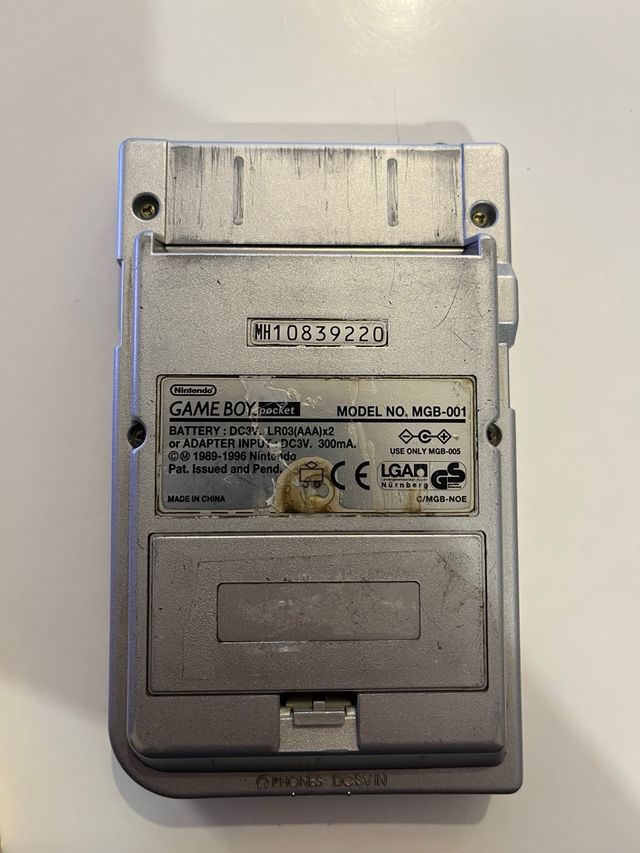 MH10839220
Nintendo
GAME BOY pocket MODEL NO. MGB-001
BATTERY : DC3V. LR03(AAA)x2
or ADAPTER INPUT : DC3V. 300mA.
USE ONLY MGB-005
©Ⓜ 1989-1996 Nintendo
Pat. Issued and Pend.
CE LGA GS
Nürnberg
MADE IN CHINA C/MGB-NOE
PHONES DC3V IN